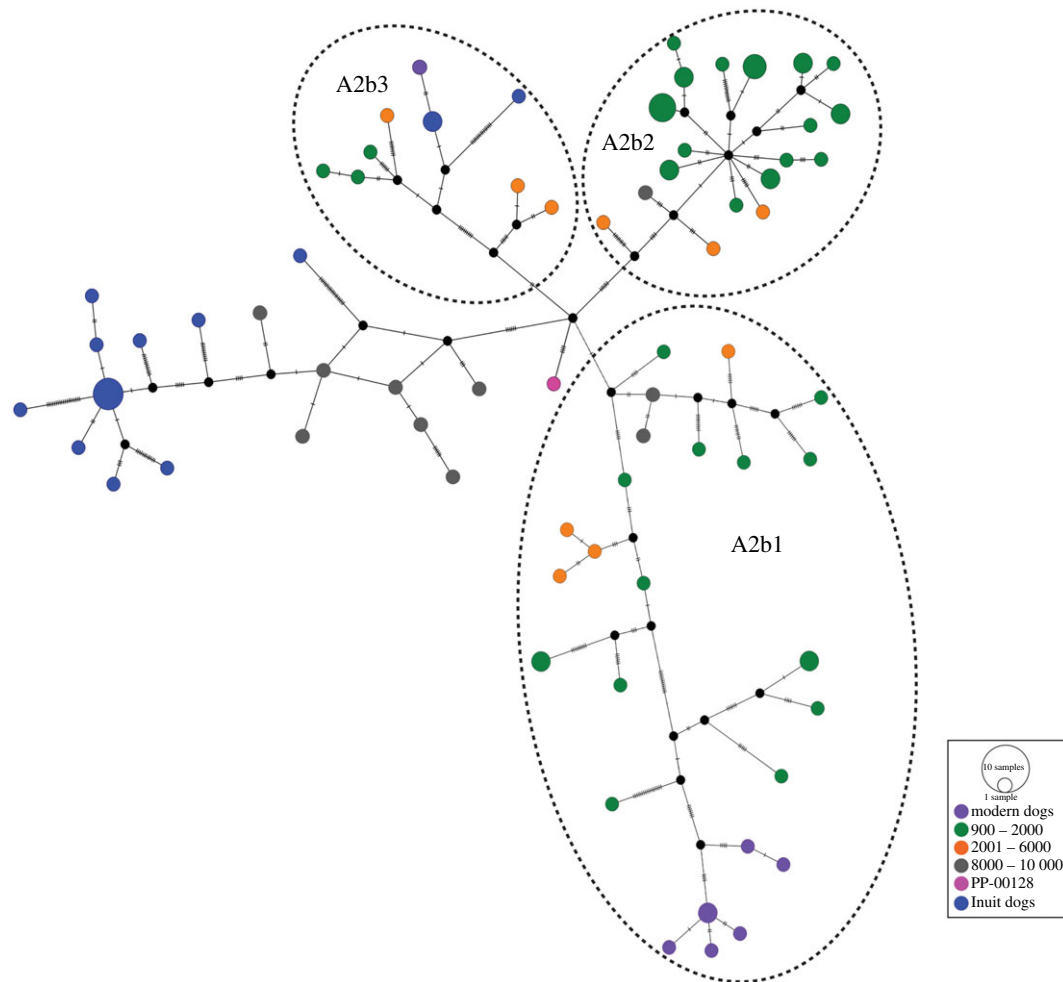 A2b3
A2b2
A2b1
10 samples
1 sample
modern dogs
900 – 2000
2001 – 6000
8000 – 10 000
PP-00128
Inuit dogs